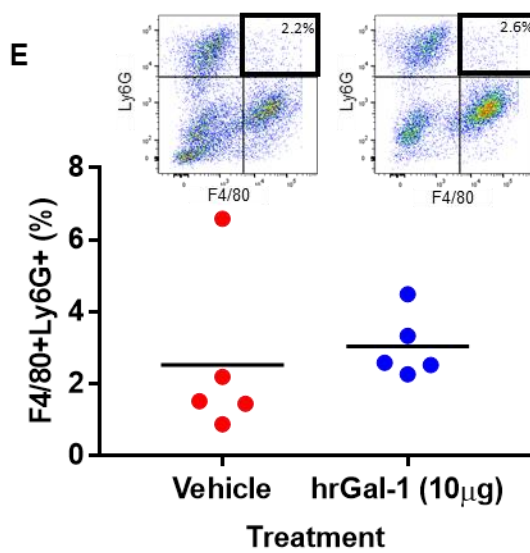 E
2.2%
2.6%
Ly6G
Ly6G
F4/80
F4/80
F4/80+Ly6G+ (%)
8
6
4
2
0
Vehicle
hrGal-1 (10μg)
Treatment